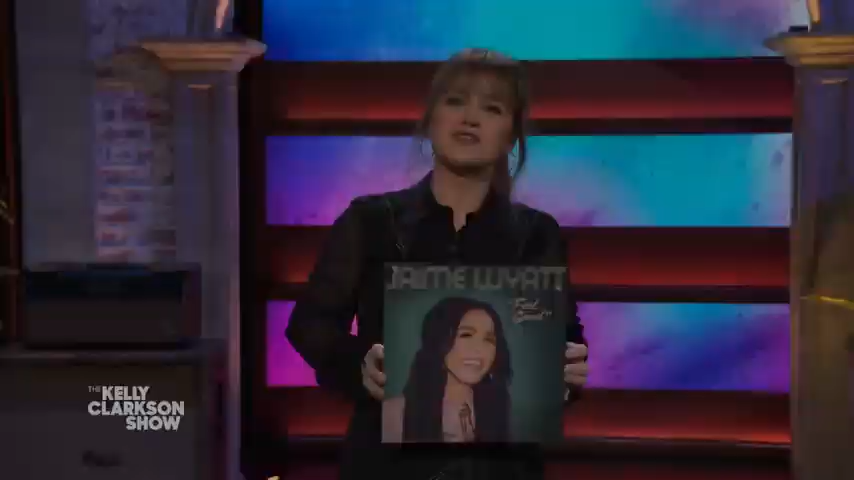 JAIME WYATT
"Feel
Good"
THE KELLY
CLARKSON
SHOW